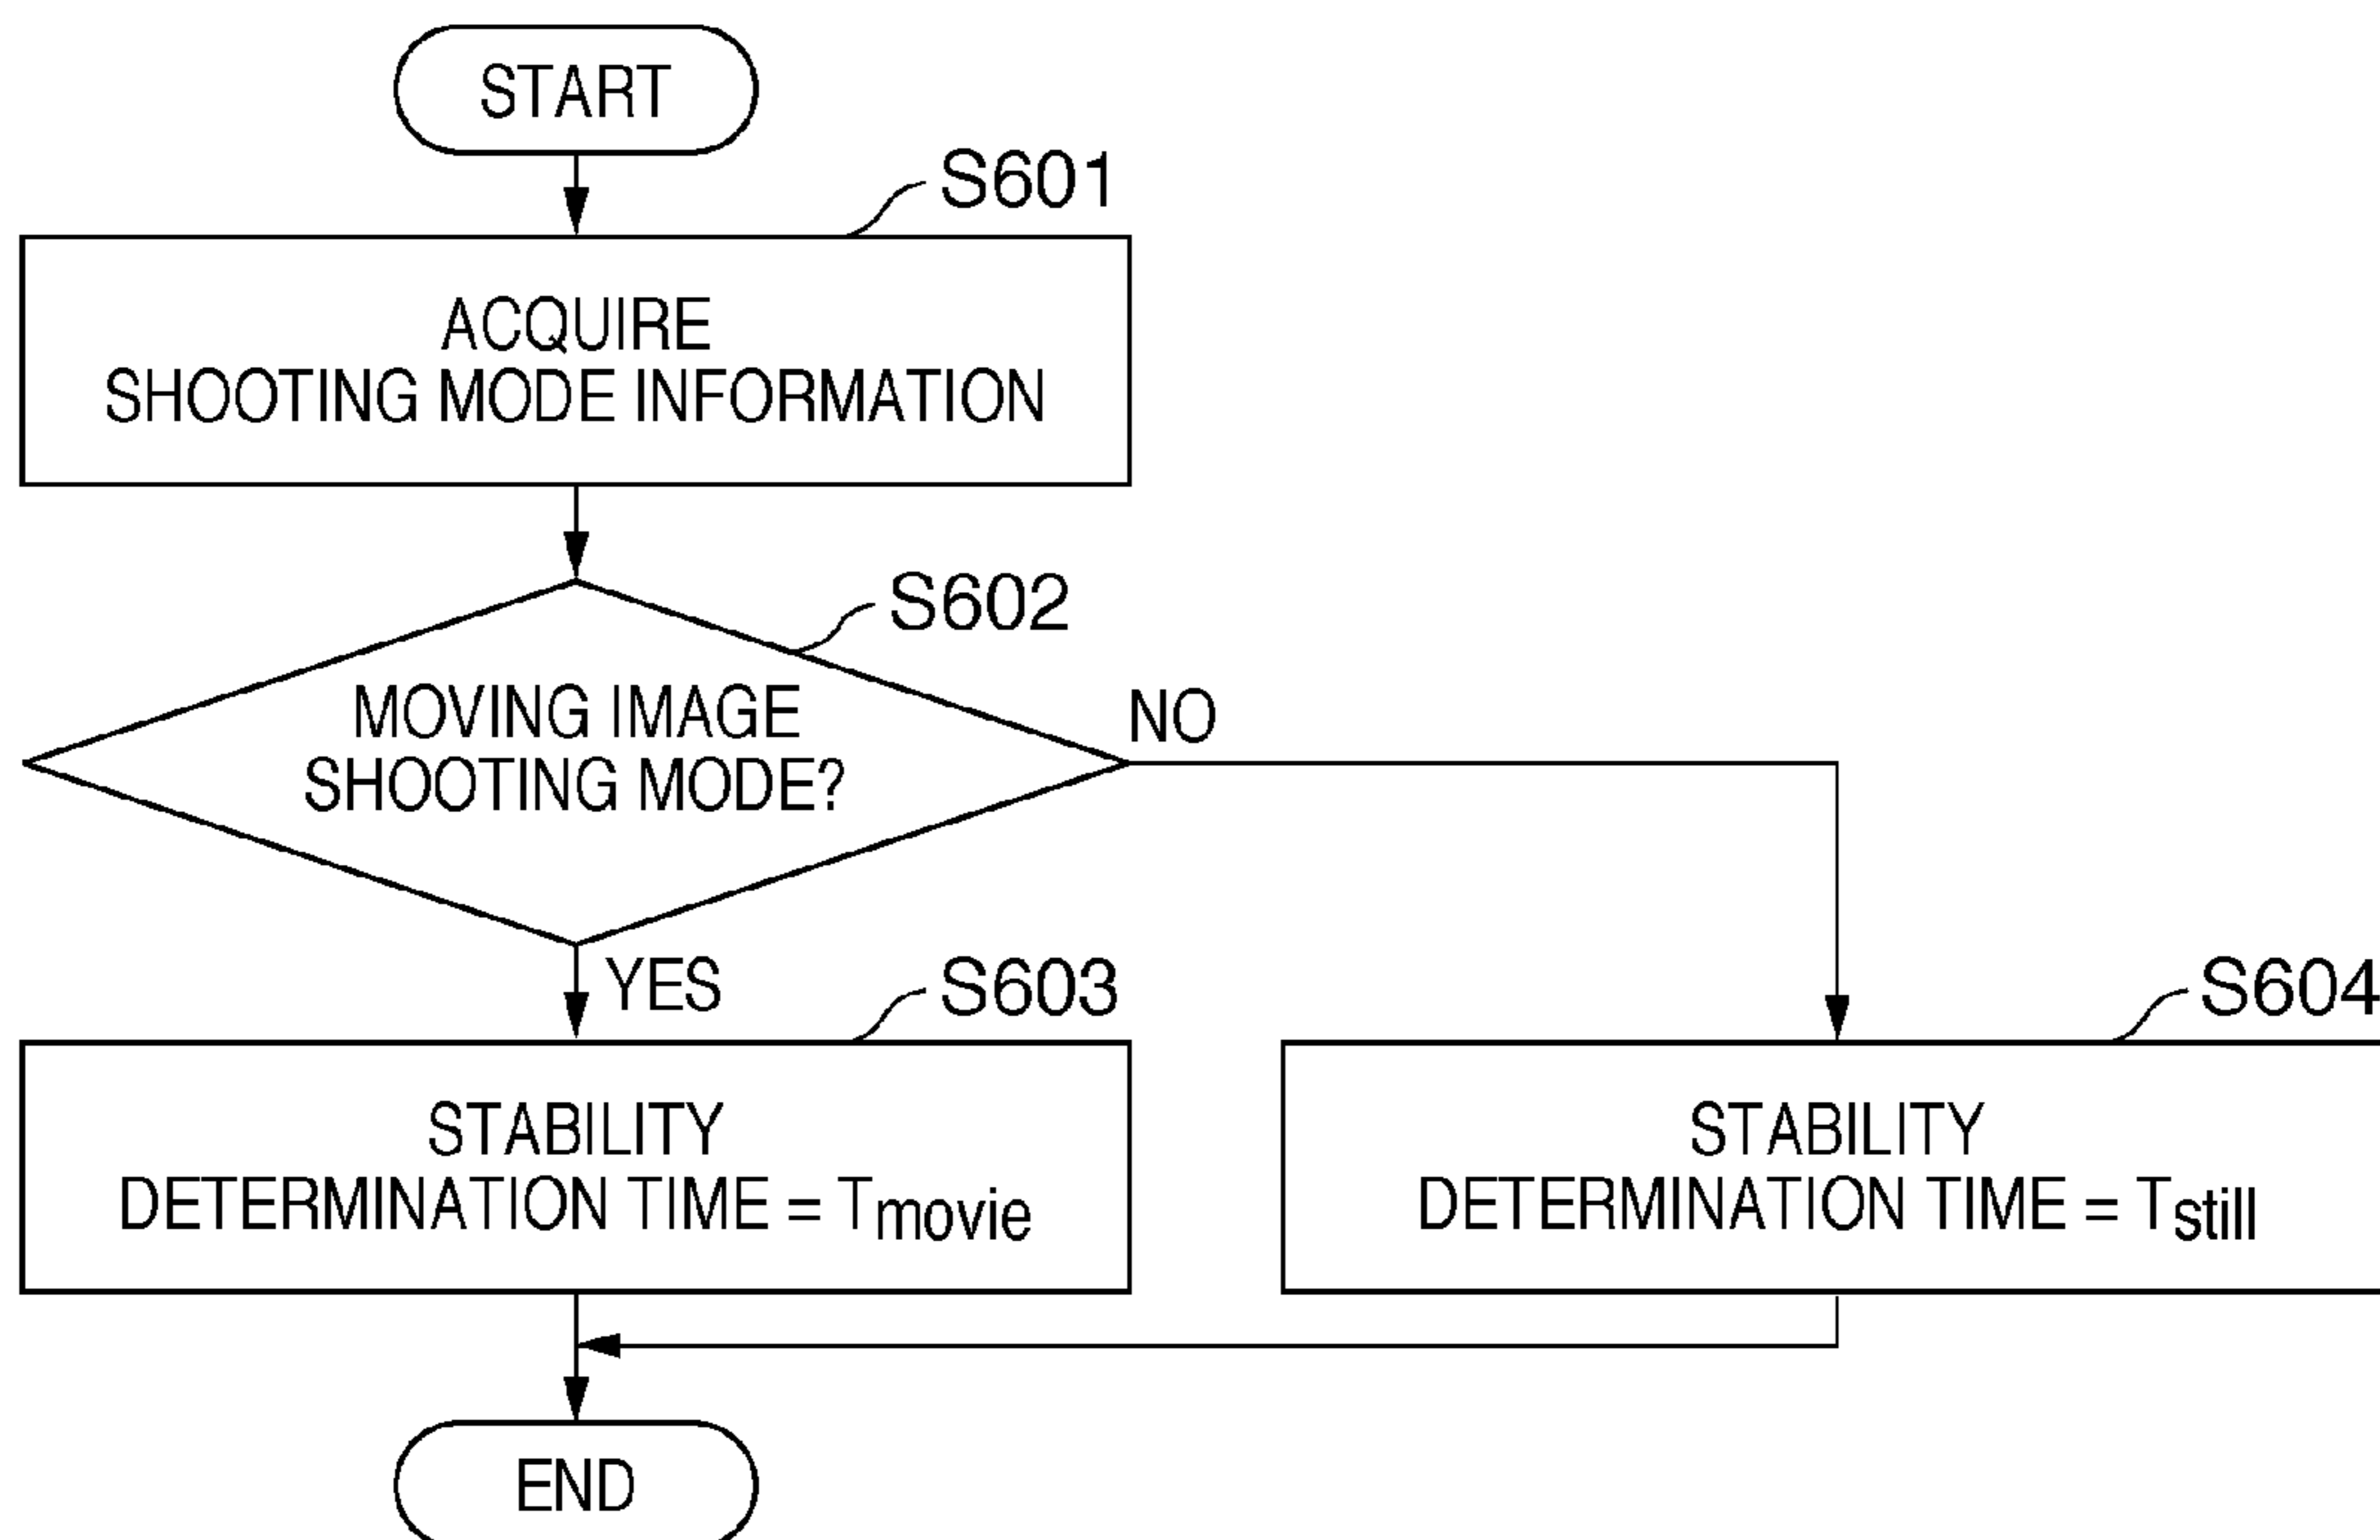 START
S601
ACQUIRE
SHOOTING MODE INFORMATION
S602
MOVING IMAGE
SHOOTING MODE?
NO
YES
S603
STABILITY
DETERMINATION TIME = Tmovie
S604
STABILITY
DETERMINATION TIME = Tstill
END